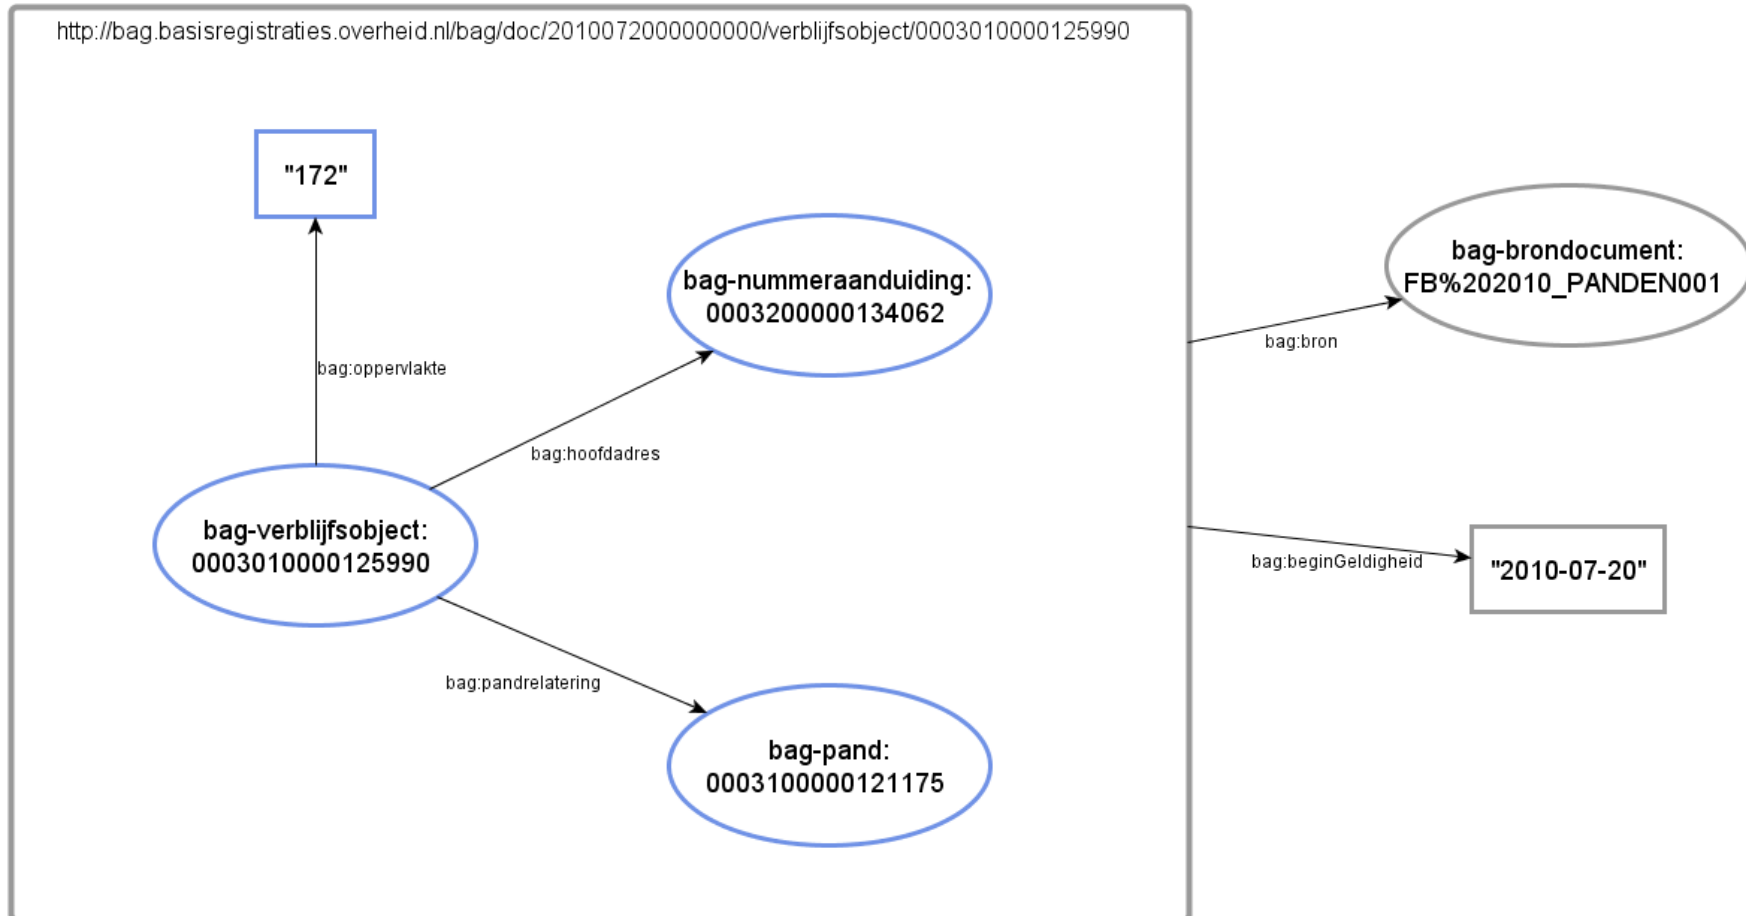 http://bag.basisregistraties.overheid.nl/bag/doc/2010072000000000/verblijfsobject/0003010000125990
"172"
bag:oppervlakte
bag-nummeraanduiding:
0003200000134062
bag:hoofdadres
bag-verblijfsobject:
0003010000125990
bag:pandrelatering
bag-pand:
0003100000121175
bag-brondocument:
FB%202010_PANDEN001
bag:bron
bag:beginGeldigheid
"2010-07-20"